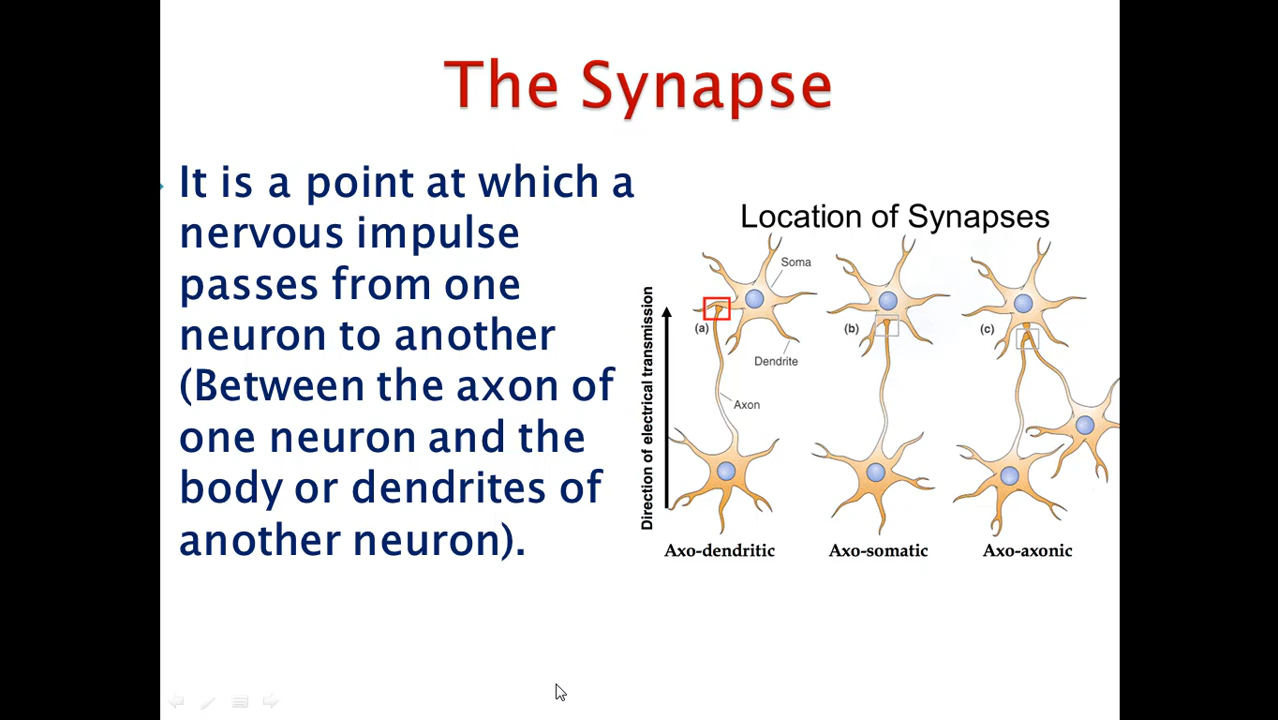 The Synapse
It is a point at which a
nervous impulse
passes from one
neuron to another
(Between the axon of
one neuron and the
body or dendrites of
another neuron).
Location of Synapses
Direction of electrical transmission
Soma
(a)
Dendrite
Axon
(b)
(c)
Axo-dendritic
Axo-somatic
Axo-axonic